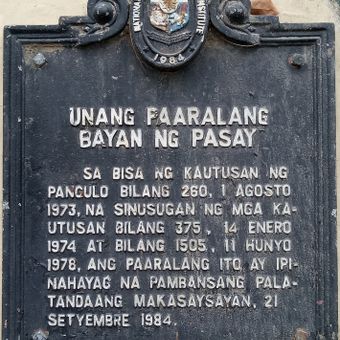 NATIONAL
INSTITUTE
1984
UNANG PAARALANG
BAYAN NG PASAY
SA BISA NG KAUTUSAN NG
PANGULO BILANG 260, 1 AGOSTO
1973, NA SINUSUGAN NG MGA KA-
UTUSAN BILANG 375, 14 ENERO
1974 AT BILANG 1505, 11 HUNYO
1978, ANG PAARALANG ITO AY IPI-
NAHAYAG NA PAMBANSANG PALA-
TANDAANG MAKASAYSAYAN, 21
SETYEMBRE 1984.